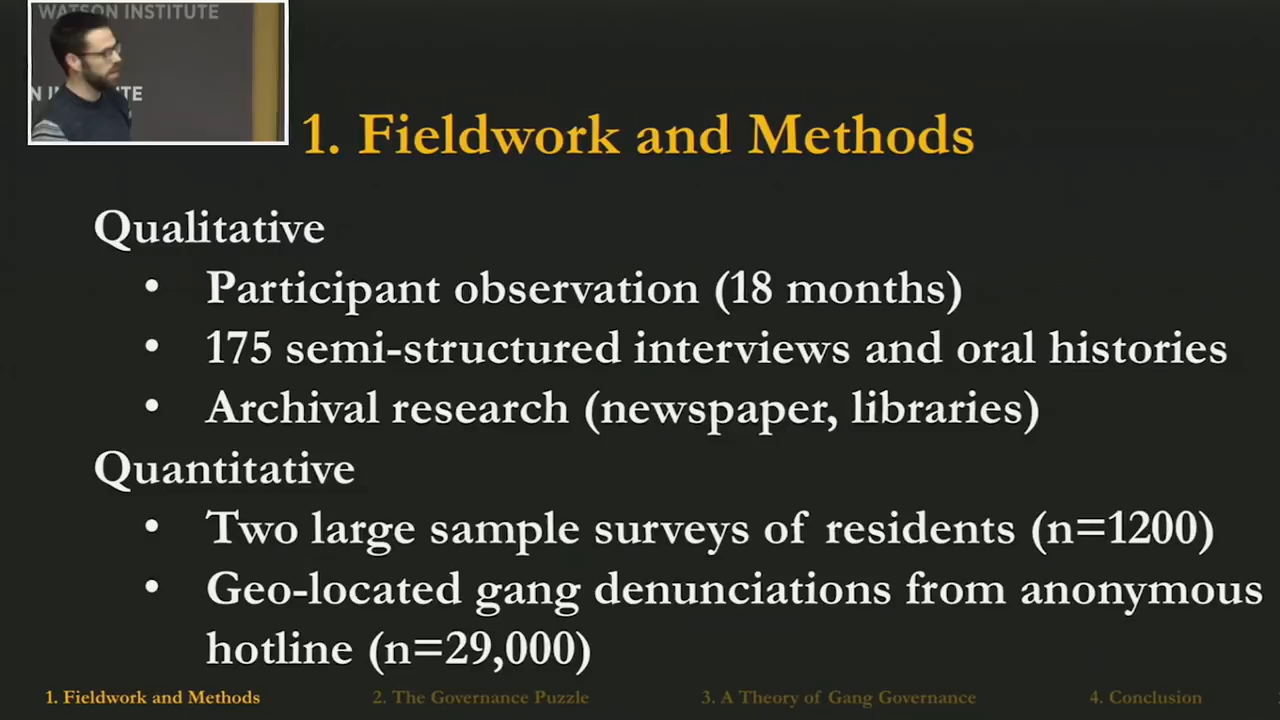 WATSON INSTITUTE
N IN TITUTE
1. Fieldwork and Methods
Qualitative
• Participant observation (18 months)
• 175 semi-structured interviews and oral histories
• Archival research (newspaper, libraries)
Quantitative
• Two large sample surveys of residents (n=1200)
• Geo-located gang denunciations from anonymous
hotline (n=29,000)
1. Fieldwork and Methods 2. The Governance Puzzle 3. A Theory of Gang Governance 4. Conclusion